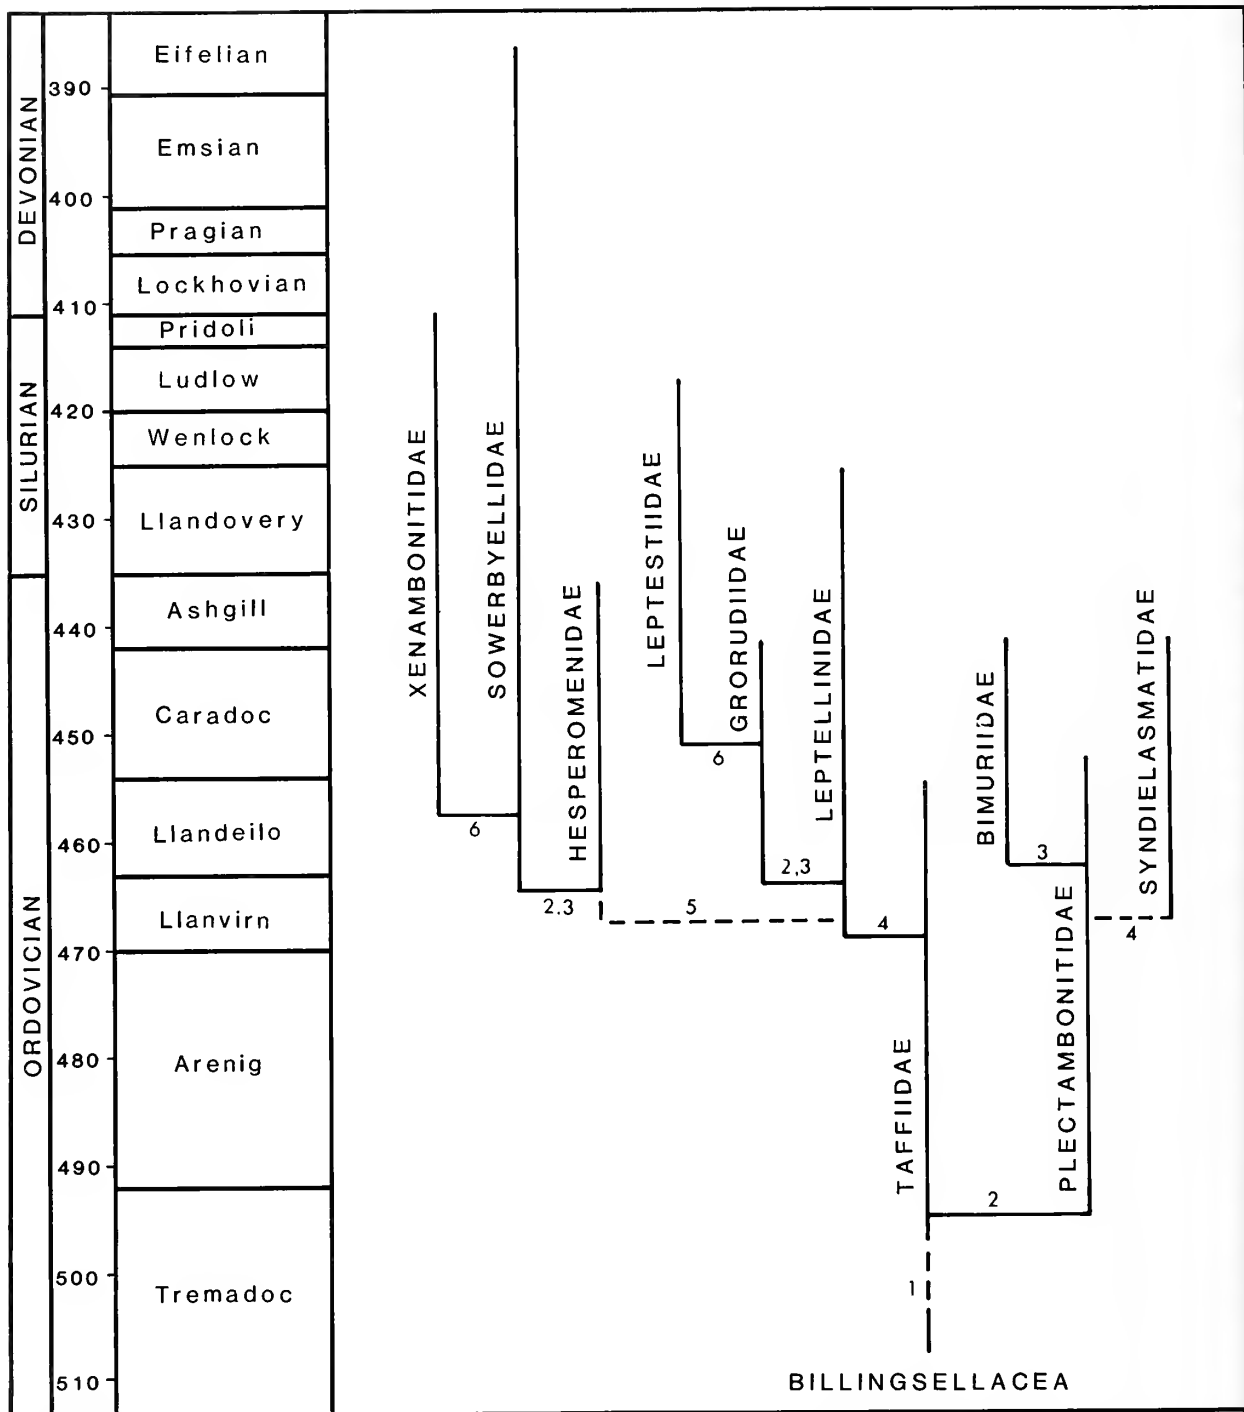 DEVONIAN
SILURIAN
ORDOVICIAN
390
400
410
420
430
440
450
460
470
480
490
500
510
Eifelian
Emsian
Pragian
Lockhovian
Pridoli
Ludlow
Wenlock
Llandovery
Ashgill
Caradoc
Llandeilo
Llanvirn
Arenig
Tremadoc
XENAMBONITIDAE
SOWERBYELLIDAE
HESPEROMENIDAE
LEPTESTIIDAE
GRORUDIIDAE
LEPTELLINIDAE
TAFFIIDAE
BIMURIIDAE
PLECTAMBONITIDAE
SYNDIELASMATIDAE
6
6
2,3
2,3
5
4
3
4
2
1
BILLINGSELLACEA